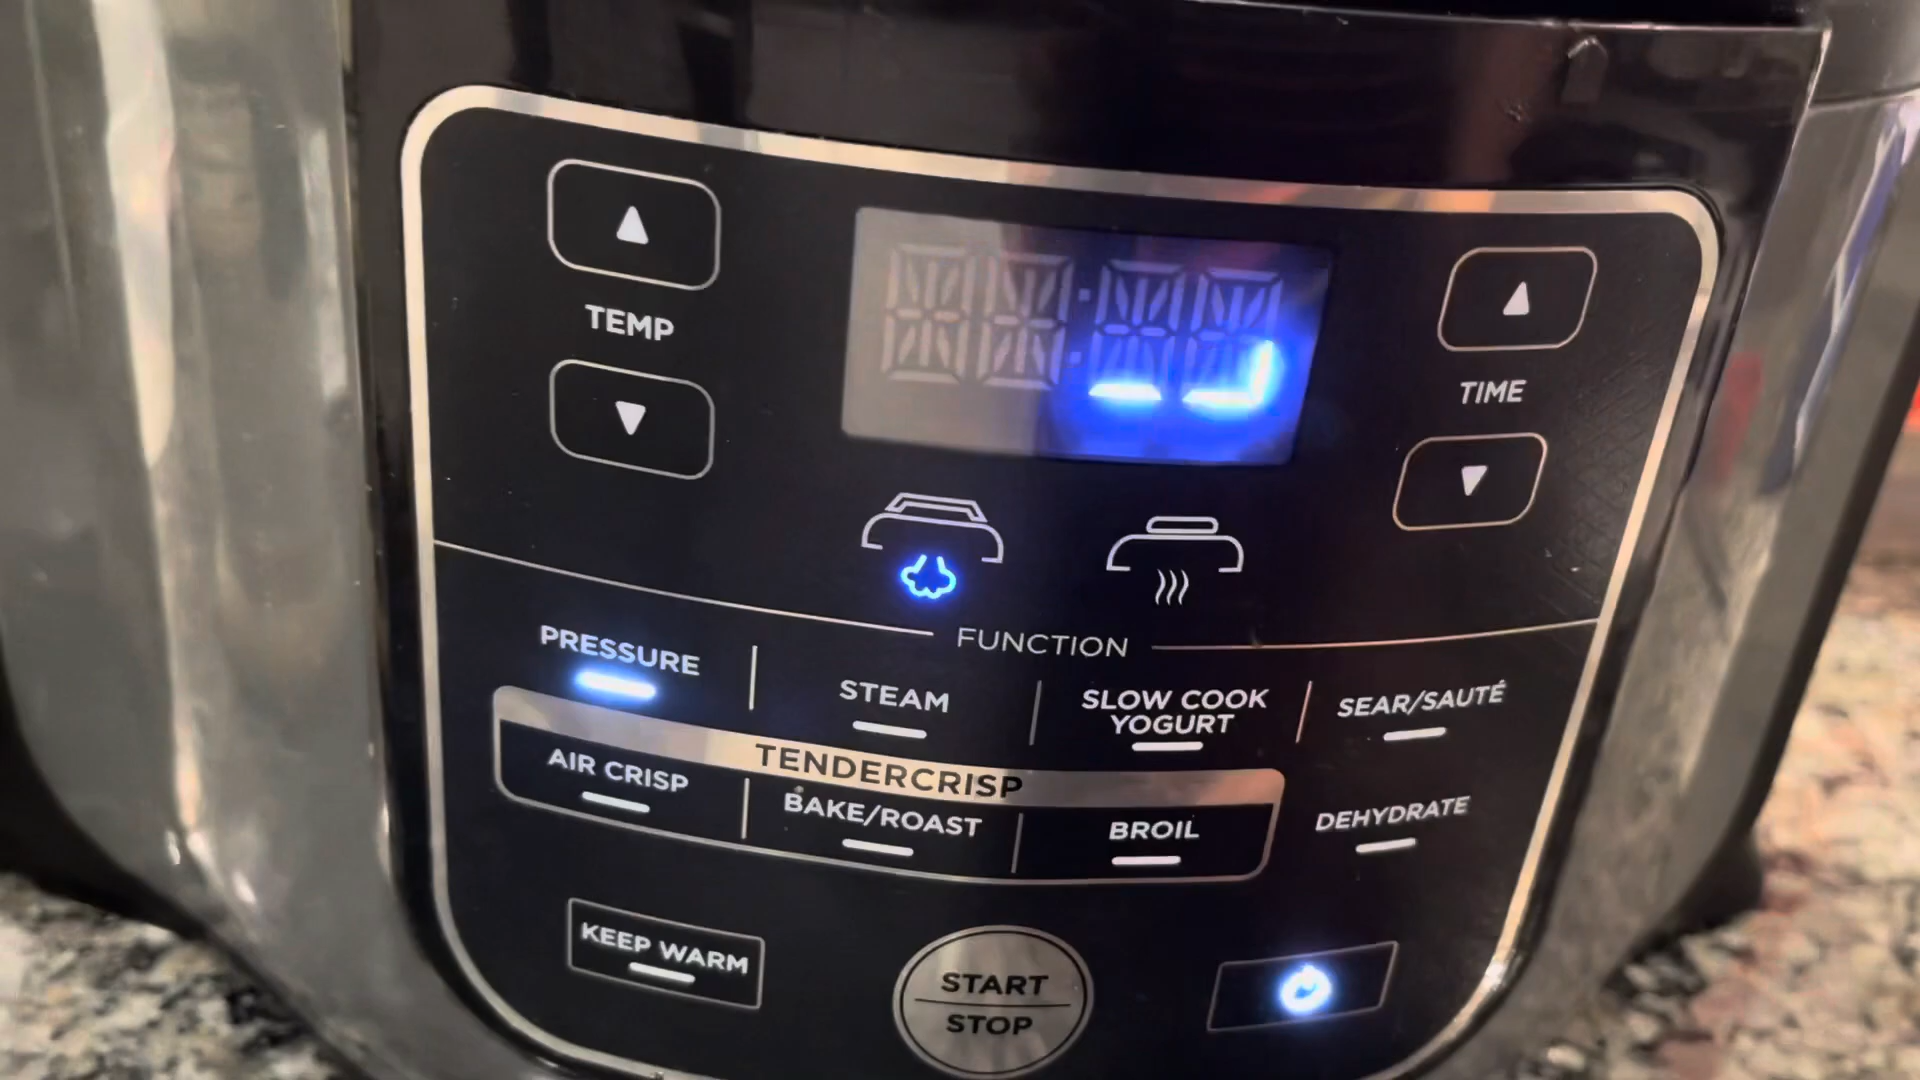 TEMP
TIME
FUNCTION
PRESSURE
STEAM
SLOW COOK
YOGURT
SEAR/SAUTÉ
TENDERCRISP
AIR CRISP
BAKE/ROAST
BROIL
DEHYDRATE
KEEP WARM
START
STOP